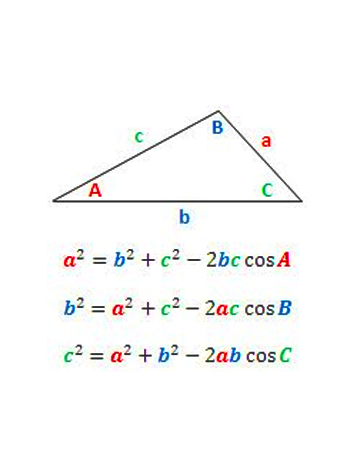 B
c
a
A
C
b
a² = b² + c² − 2bc cos A
b² = a² + c² − 2ac cos B
c² = a² + b² − 2ab cos C